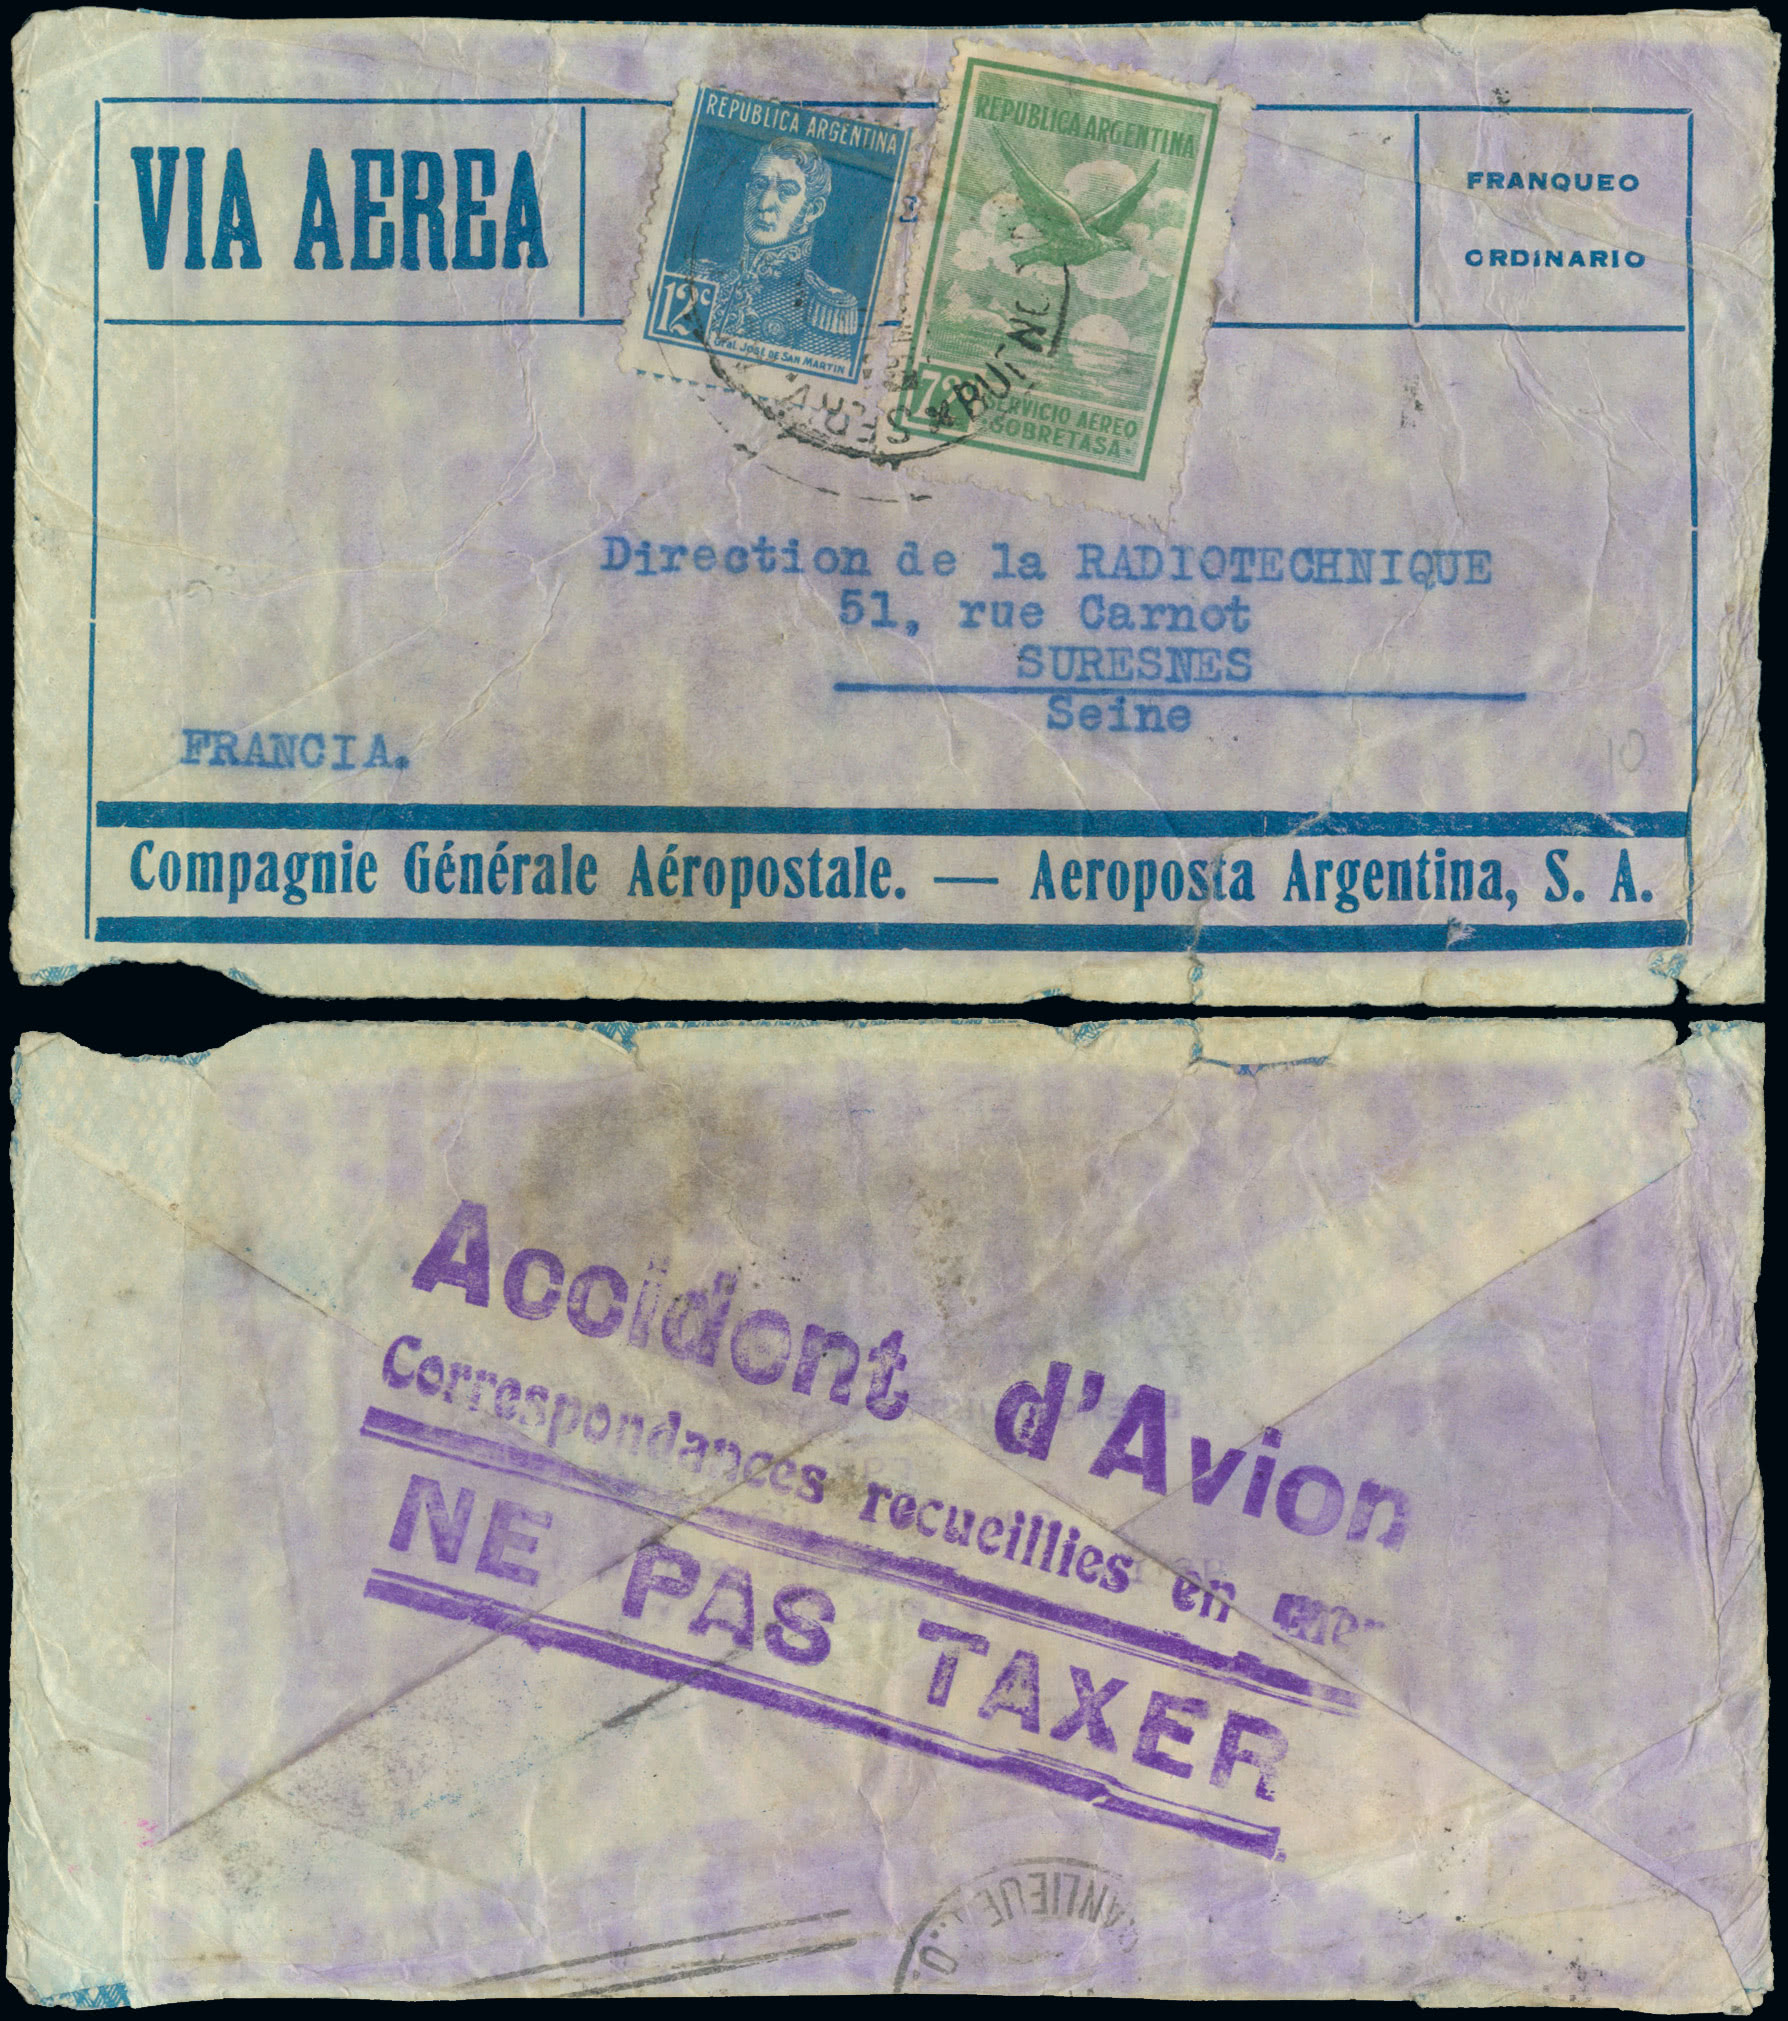 VIA AEREA
REPUBLICA ARGENTINA
12c
Gral. JOSÉ DE SAN MARTIN
REPUBLICA ARGENTINA
SERVICIO AEREO
SOBRETASA
FRANQUEO
ORDINARIO
Direction de la RADIOTECHNIQUE
51, rue Carnot
SURESNES
Seine
FRANCIA.
10
Compagnie Générale Aéropostale. — Aeroposta Argentina, S. A.
Accident d'Avion
Correspondances recueillies en mer
NE PAS TAXER